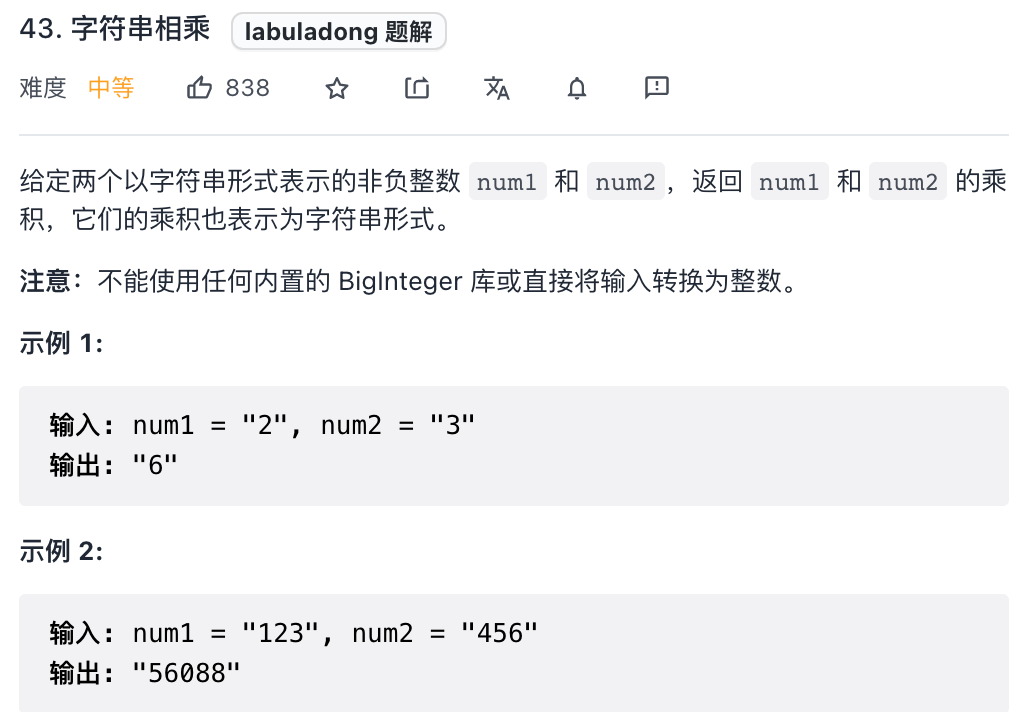 43. 字符串相乘 labuladong 题解
难度 中等 838
给定两个以字符串形式表示的非负整数 num1 和 num2，返回 num1 和 num2 的乘
积，它们的乘积也表示为字符串形式。
注意：不能使用任何内置的 BigInteger 库或直接将输入转换为整数。
示例 1:
输入: num1 = "2", num2 = "3"
输出: "6"
示例 2:
输入: num1 = "123", num2 = "456"
输出: "56088"